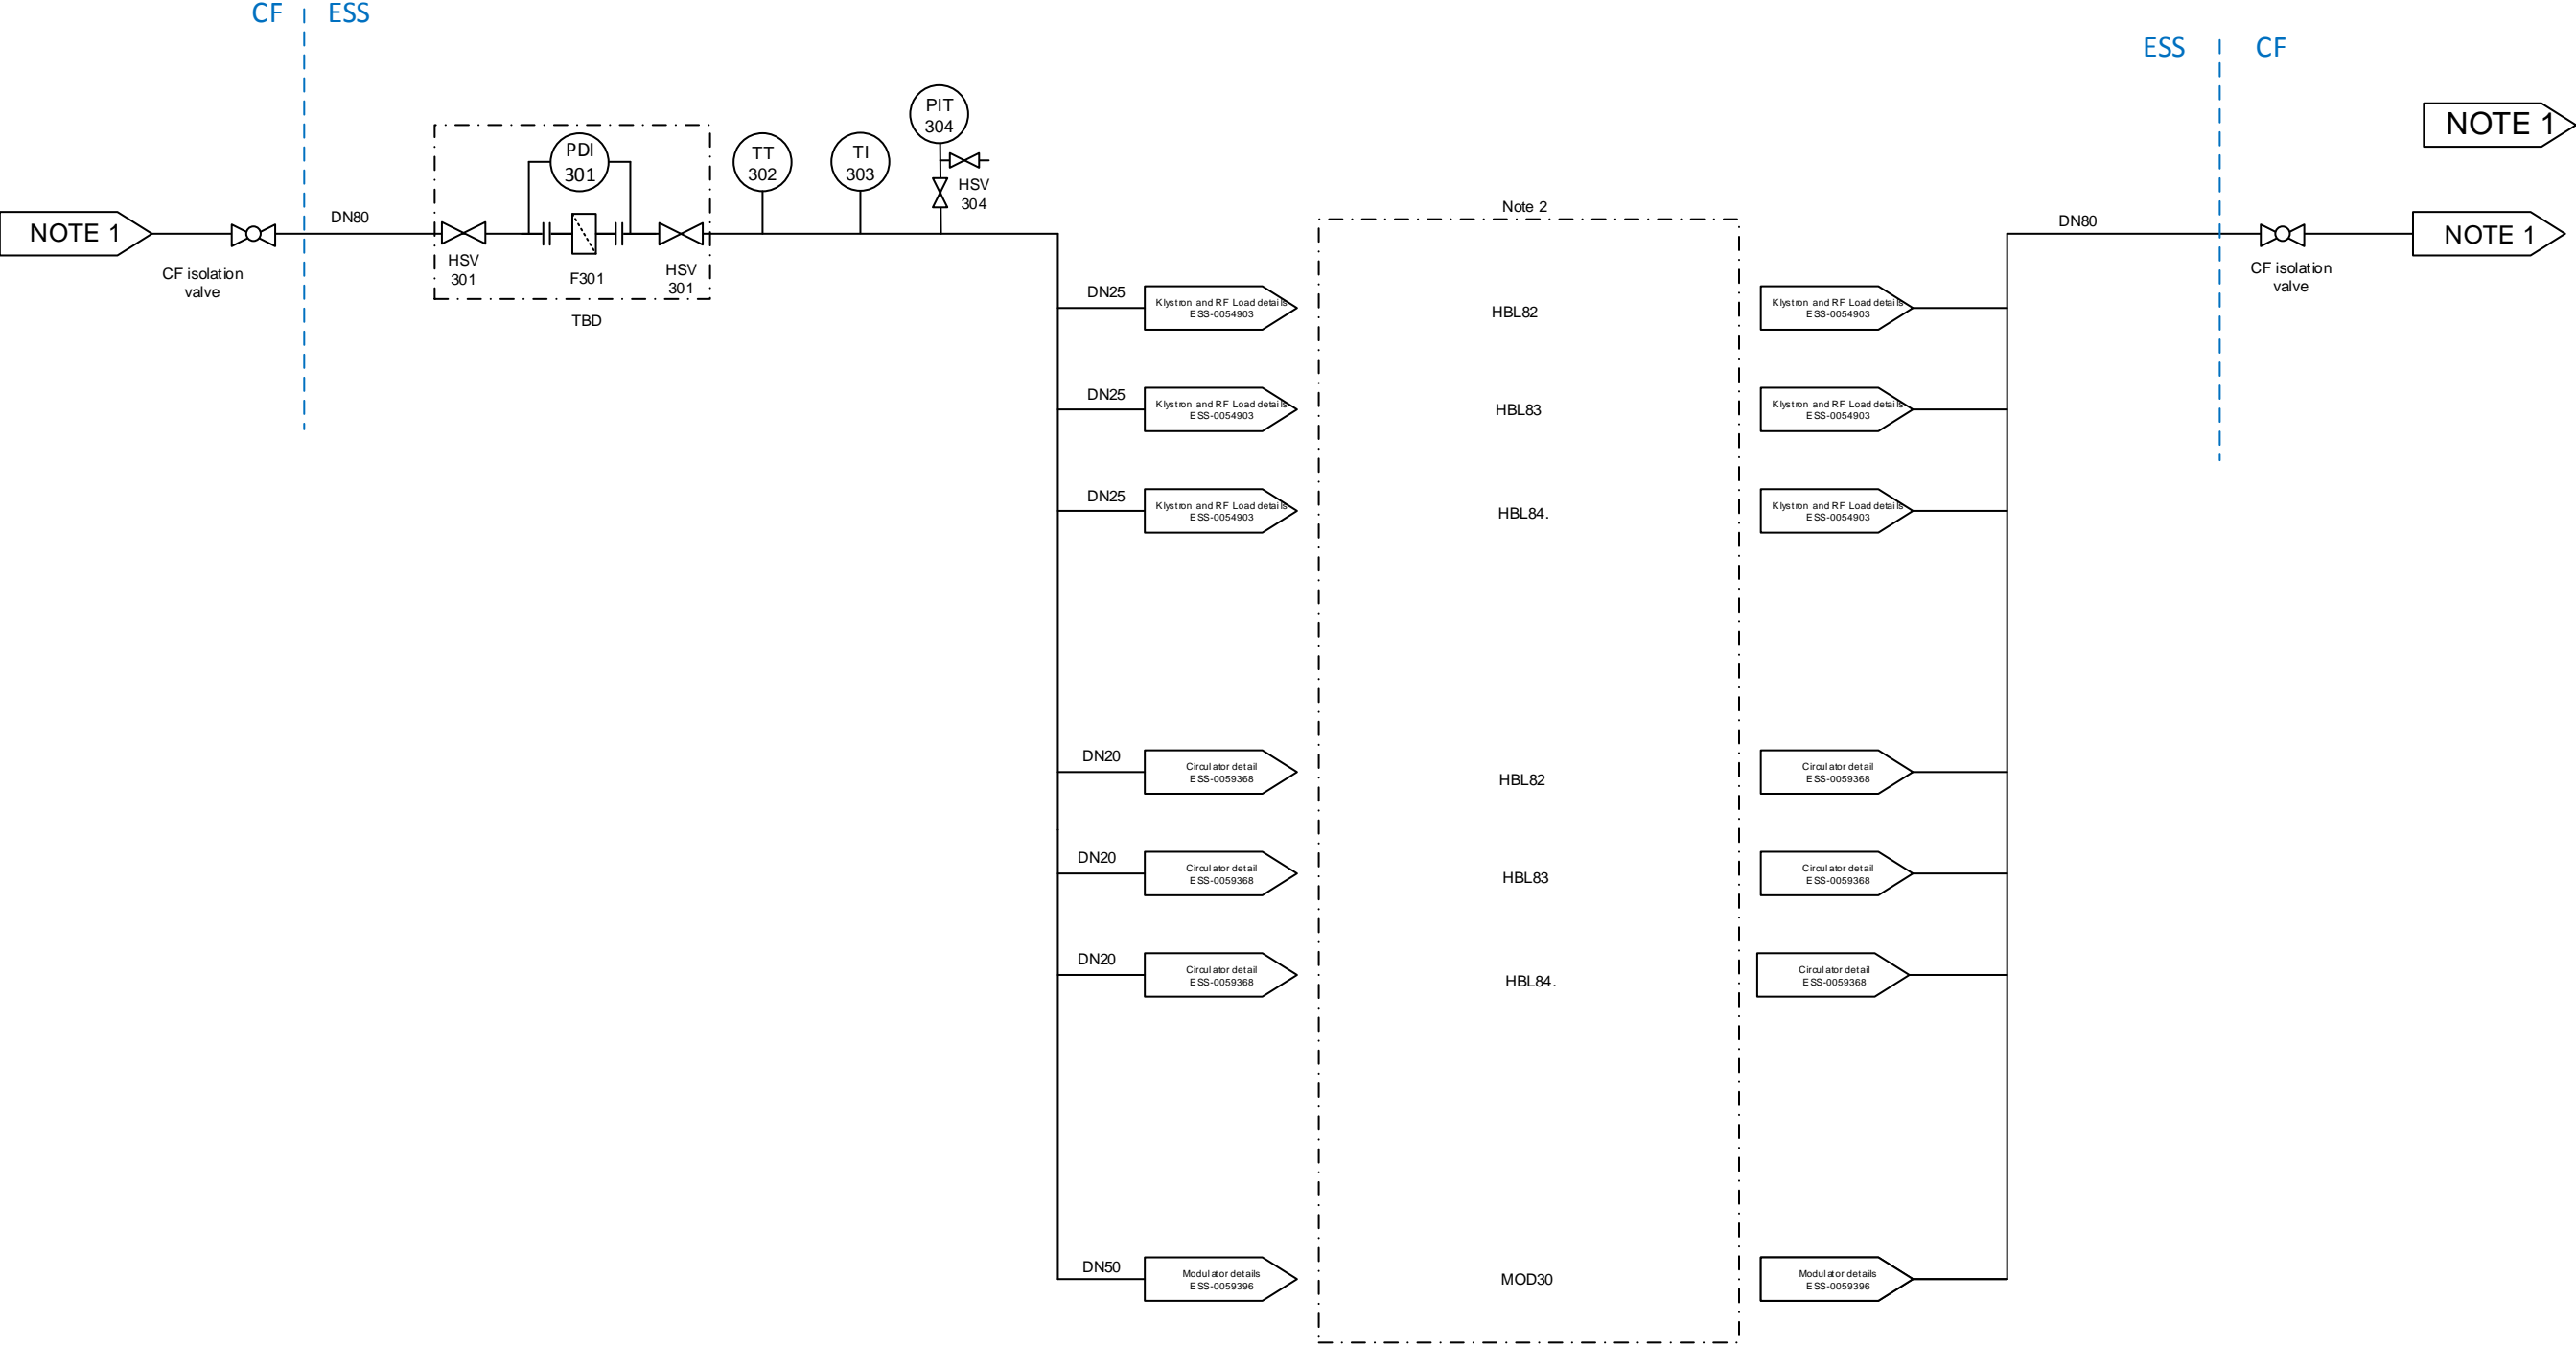 CF
ESS
ESS
CF
NOTE 1
PIT
304
PDI
301
TT
302
TI
303
HSV
304
NOTE 1
CF isolation
valve
DN80
HSV
301
F301
HSV
301
TBD
Note 2
DN80
CF isolation
valve
NOTE 1
DN25
Klystron and RF Load details
ESS-0054903
HBL82
Klystron and RF Load details
ESS-0054903
DN25
Klystron and RF Load details
ESS-0054903
HBL83
Klystron and RF Load details
ESS-0054903
DN25
Klystron and RF Load details
ESS-0054903
HBL84.
Klystron and RF Load details
ESS-0054903
DN20
Circulator detail
ESS-0059368
HBL82
Circulator detail
ESS-0059368
DN20
Circulator detail
ESS-0059368
HBL83
Circulator detail
ESS-0059368
DN20
Circulator detail
ESS-0059368
HBL84.
Circulator detail
ESS-0059368
DN50
Modulator details
ESS-0059396
MOD30
Modulator details
ESS-0059396